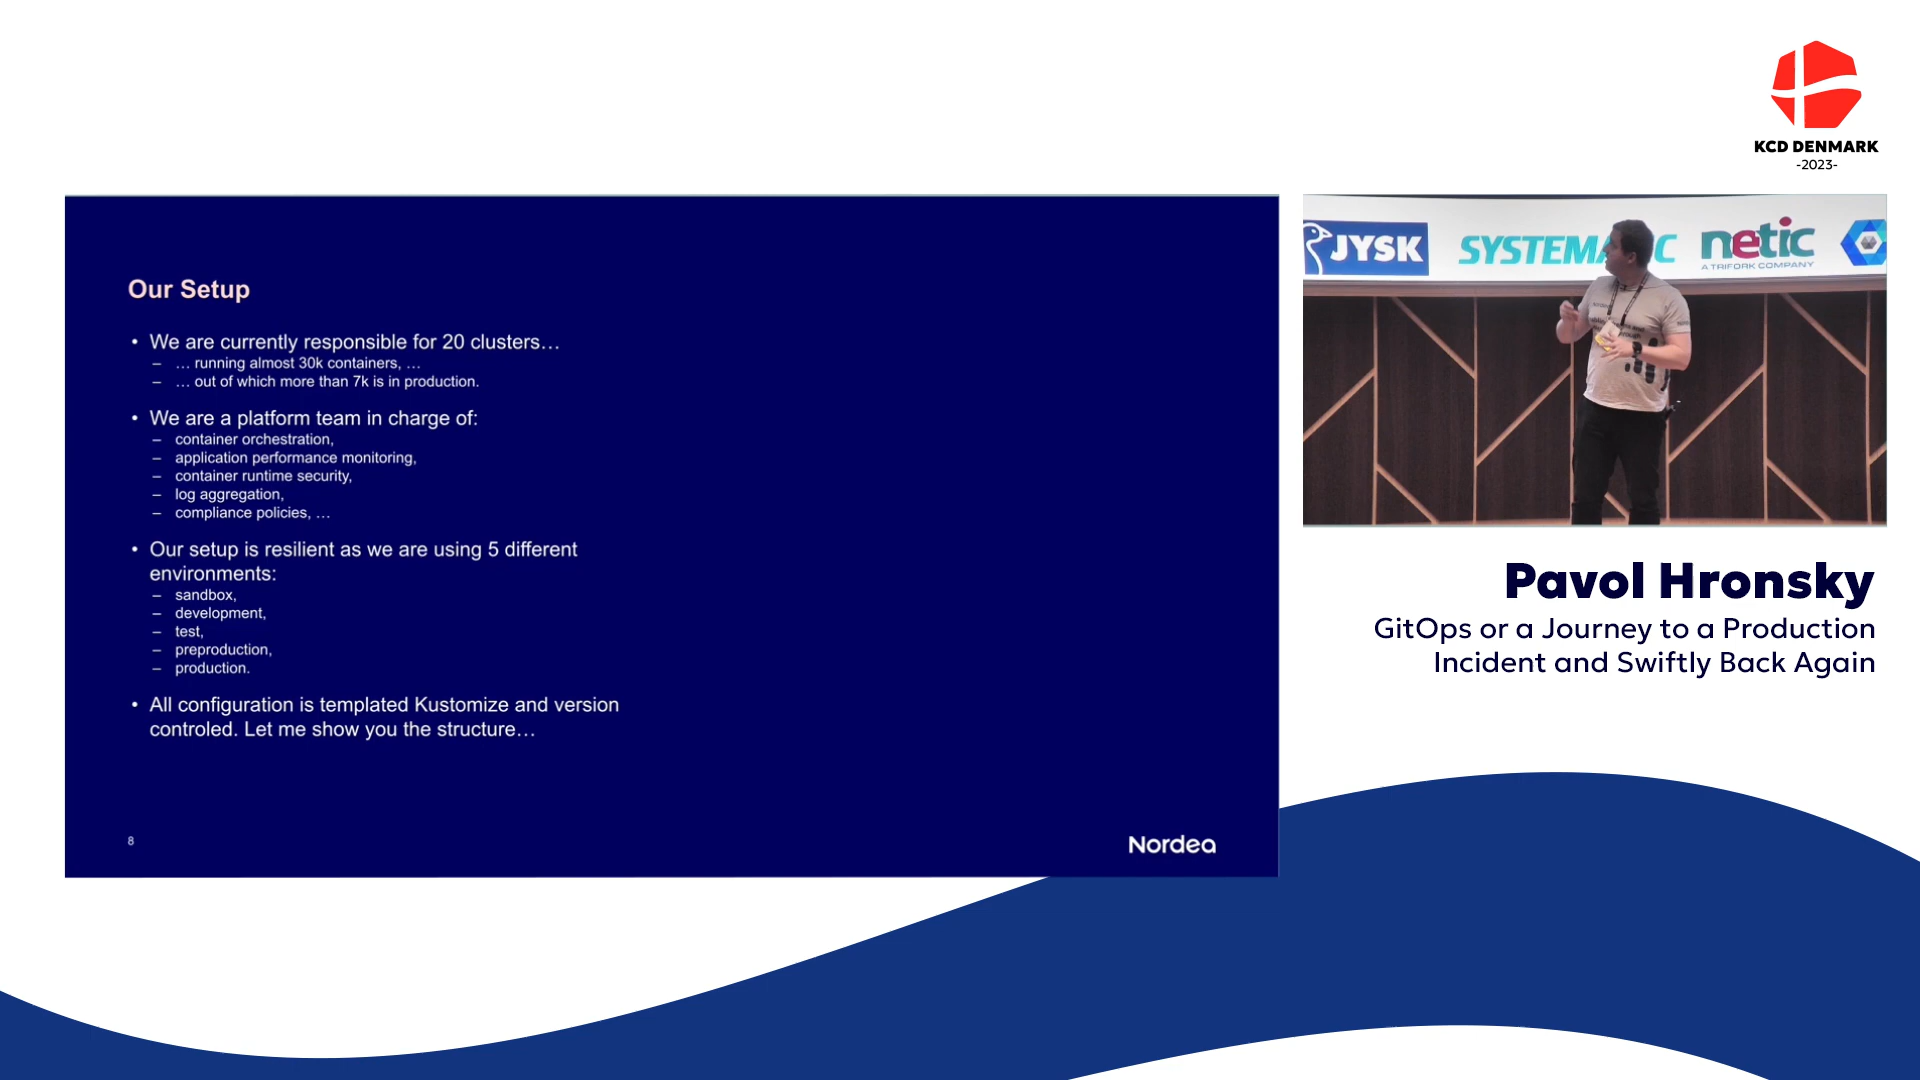 KCD DENMARK
-2023-
Our Setup
• We are currently responsible for 20 clusters…
– … running almost 30k containers, …
– … out of which more than 7k is in production.
• We are a platform team in charge of:
– container orchestration,
– application performance monitoring,
– container runtime security,
– log aggregation,
– compliance policies, …
• Our setup is resilient as we are using 5 different
environments:
– sandbox,
– development,
– test,
– preproduction,
– production.
• All configuration is templated Kustomize and version
controled. Let me show you the structure…
8
Nordea
JYSK
netic
A TRIFORK COMPANY
Pavol Hronsky
GitOps or a Journey to a Production
Incident and Swiftly Back Again